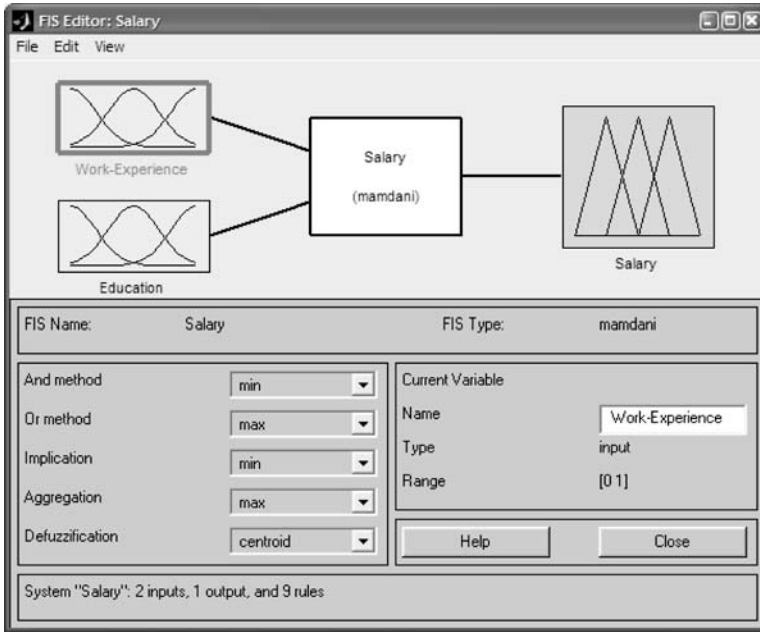 FIS Editor: Salary
File Edit View
Work-Experience
Education
Salary
(mamdani)
Salary
FIS Name: Salary FIS Type: mamdani
And method min
Or method max
Implication min
Aggregation max
Defuzzification centroid
Current Variable
Name Work-Experience
Type input
Range [0 1]
Help Close
System "Salary": 2 inputs, 1 output, and 9 rules